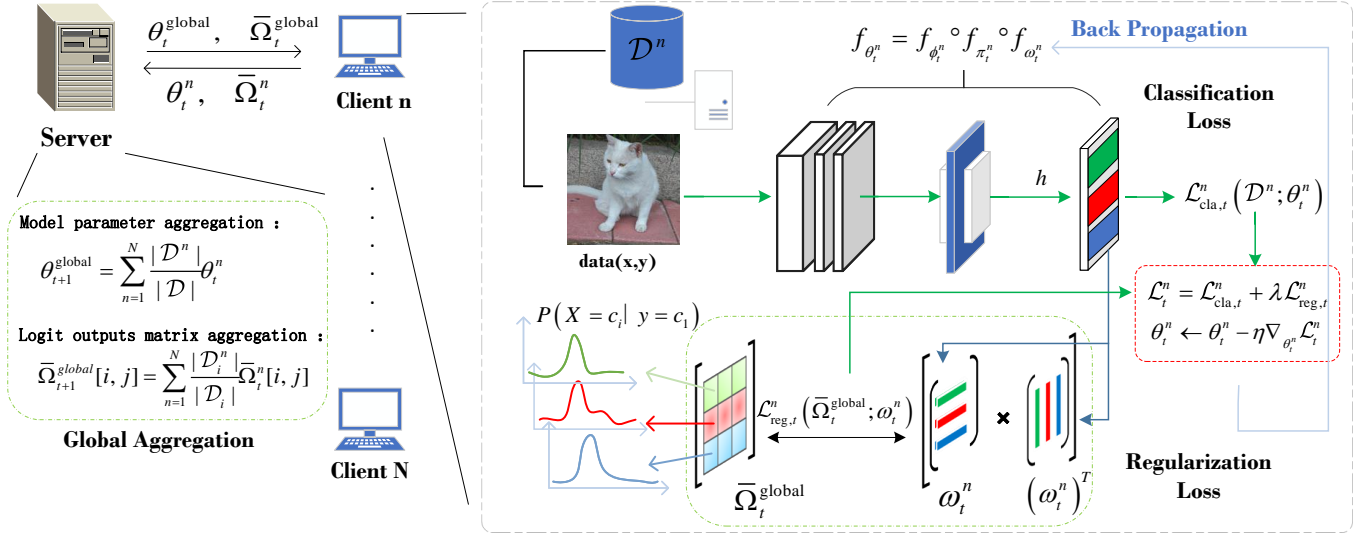 θ_t^global, Ω̅_t^global
θ_t^n, Ω̅_t^n
Server
Client n
Model parameter aggregation :
θ_{t+1}^global = ∑_{n=1}^N |𝒟^n| / |𝒟| θ_t^n
Logit outputs matrix aggregation :
Ω̅_{t+1}^{global}[i, j] = ∑_{n=1}^N |𝒟_i^n| / |𝒟_i| Ω̅_t^n[i, j]
Global Aggregation
Client N
𝒟^n
data(x,y)
f_{θ_t^n} = f_{ϕ_t^n} ∘ f_{π_t^n} ∘ f_{ω_t^n}
Back Propagation
h
Classification
Loss
ℒ_{cla,t}^n (𝒟^n; θ_t^n)
ℒ_t^n = ℒ_{cla,t}^n + λℒ_{reg,t}^n
θ_t^n ← θ_t^n − η∇_{θ_t^n} ℒ_t^n
P(X = c_i | y = c_1)
ℒ_{reg,t}^n (Ω̅_t^global; ω_t^n)
×
T
Ω̅_t^global
ω_t^n
(ω_t^n)^T
Regularization
Loss